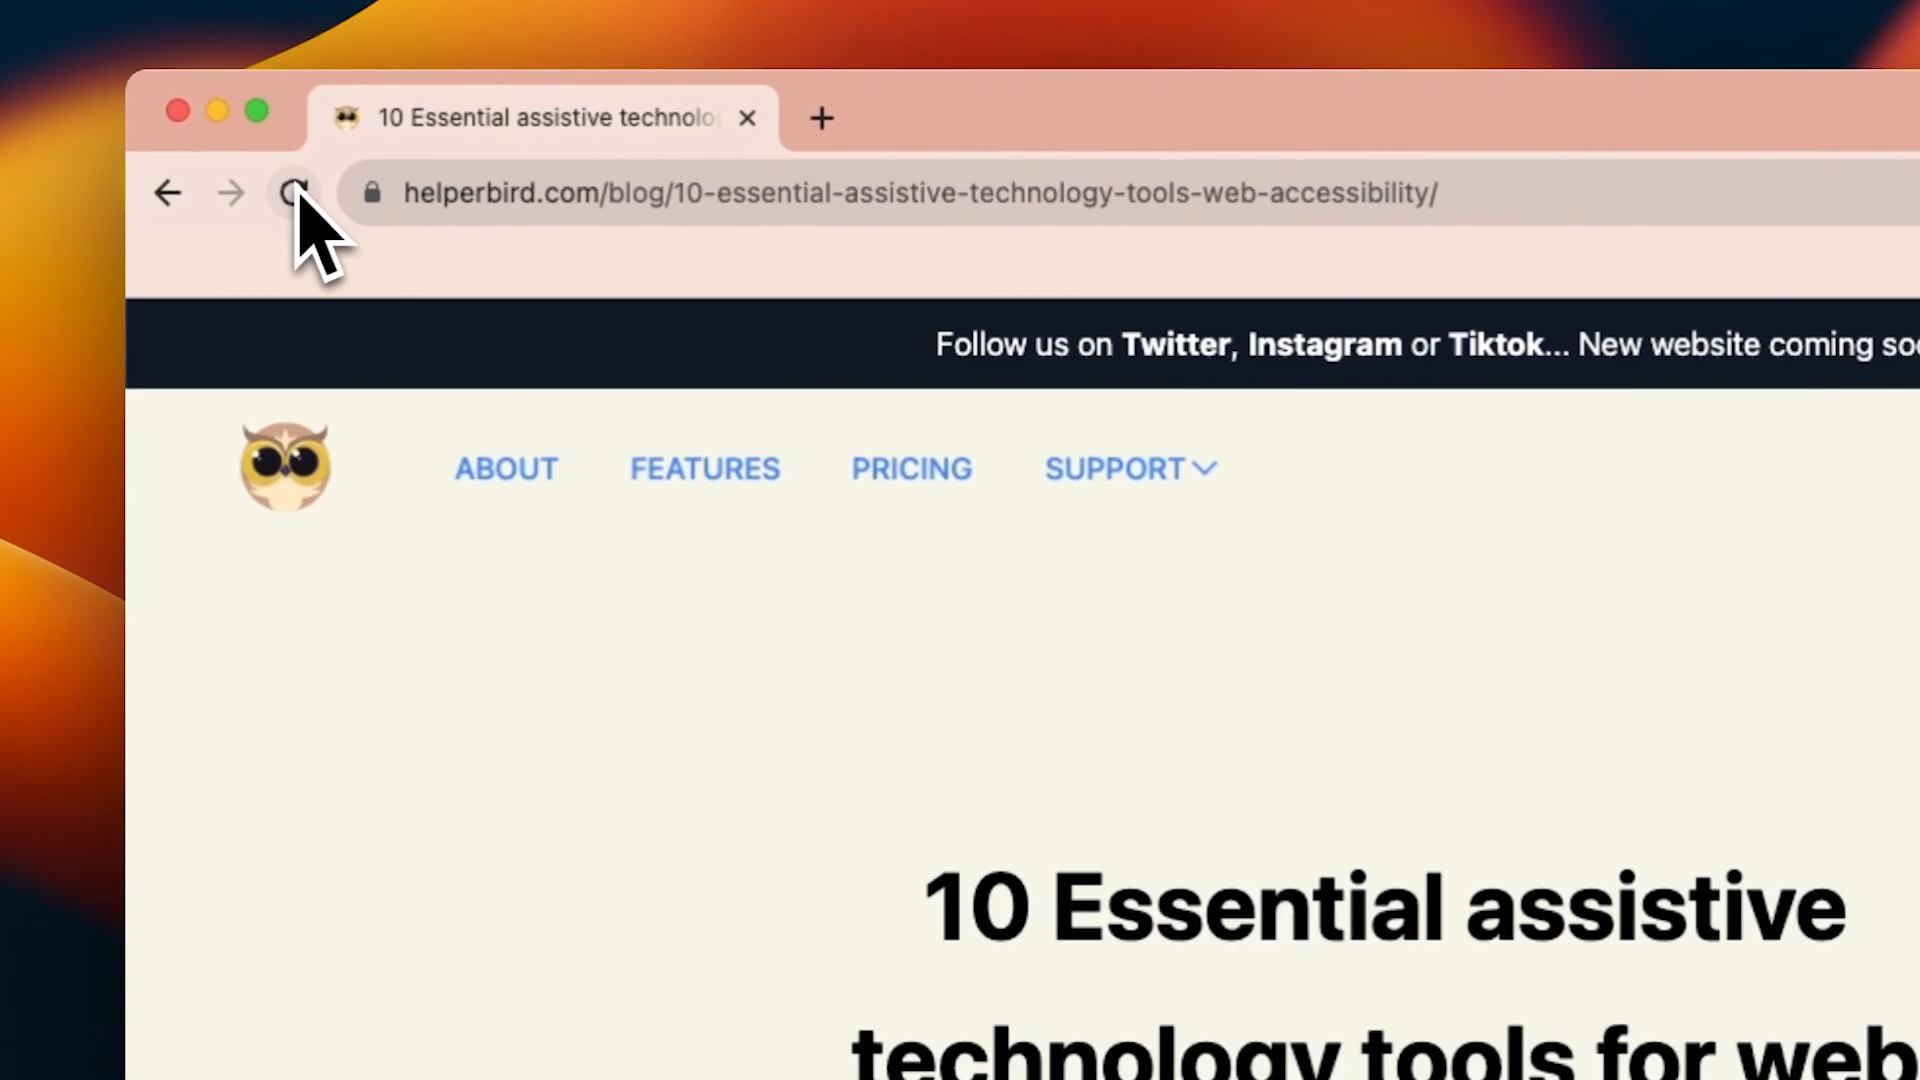 10 Essential assistive technolo
helperbird.com/blog/10-essential-assistive-technology-tools-web-accessibility/
Follow us on Twitter, Instagram or Tiktok... New website coming soo
ABOUT FEATURES PRICING SUPPORT
10 Essential assistive
technology tools for web